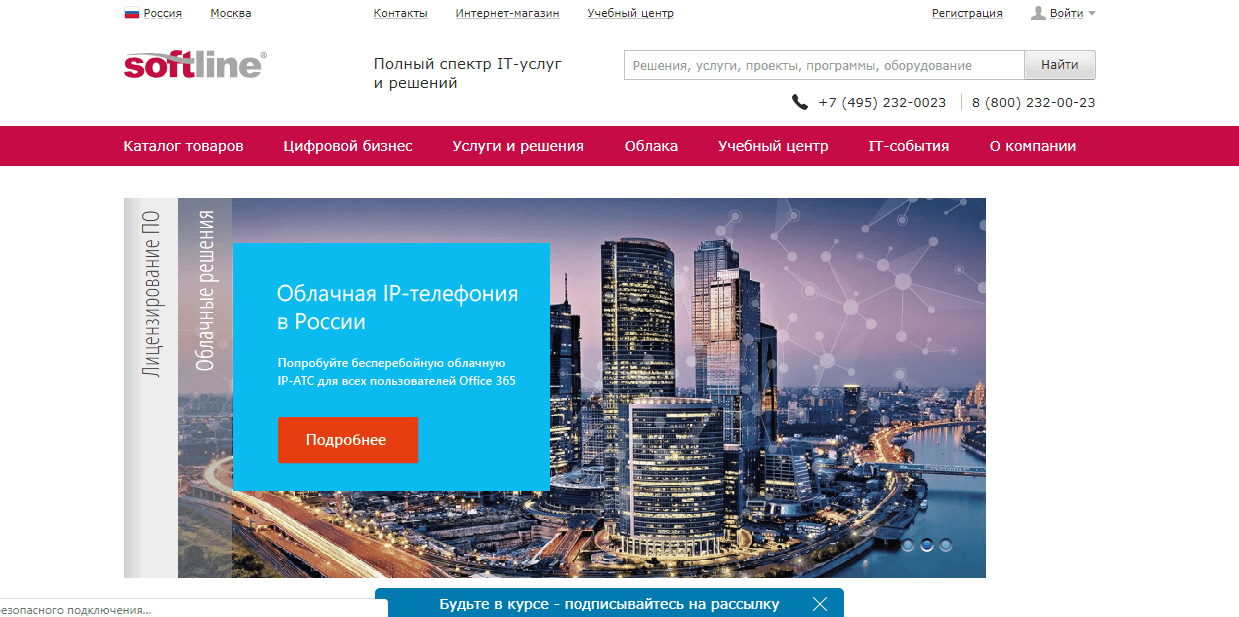 Россия
Москва
Контакты
Интернет-магазин
Учебный центр
Регистрация
Войти
softline®
Полный спектр IT-услуг
и решений
Решения, услуги, проекты, программы, оборудование
Найти
+7 (495) 232-0023
8 (800) 232-00-23
Каталог товаров
Цифровой бизнес
Услуги и решения
Облака
Учебный центр
IT-события
О компании
Лицензирование ПО
Облачные решения
Облачная IP-телефония
в России
Попробуйте бесперебойную облачную
IP-АТС для всех пользователей Office 365
Подробнее
Будьте в курсе - подписывайтесь на рассылку
езопасного подключения...